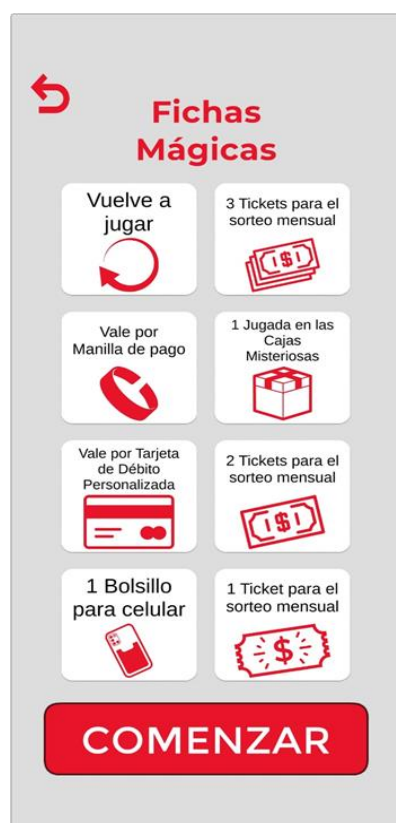 Fichas
Mágicas
Vuelve a
jugar
3 Tickets para el
sorteo mensual
Vale por
Manilla de pago
1 Jugada en las
Cajas
Misteriosas
Vale por Tarjeta
de Débito
Personalizada
2 Tickets para el
sorteo mensual
1 Bolsillo
para celular
1 Ticket para el
sorteo mensual
COMENZAR